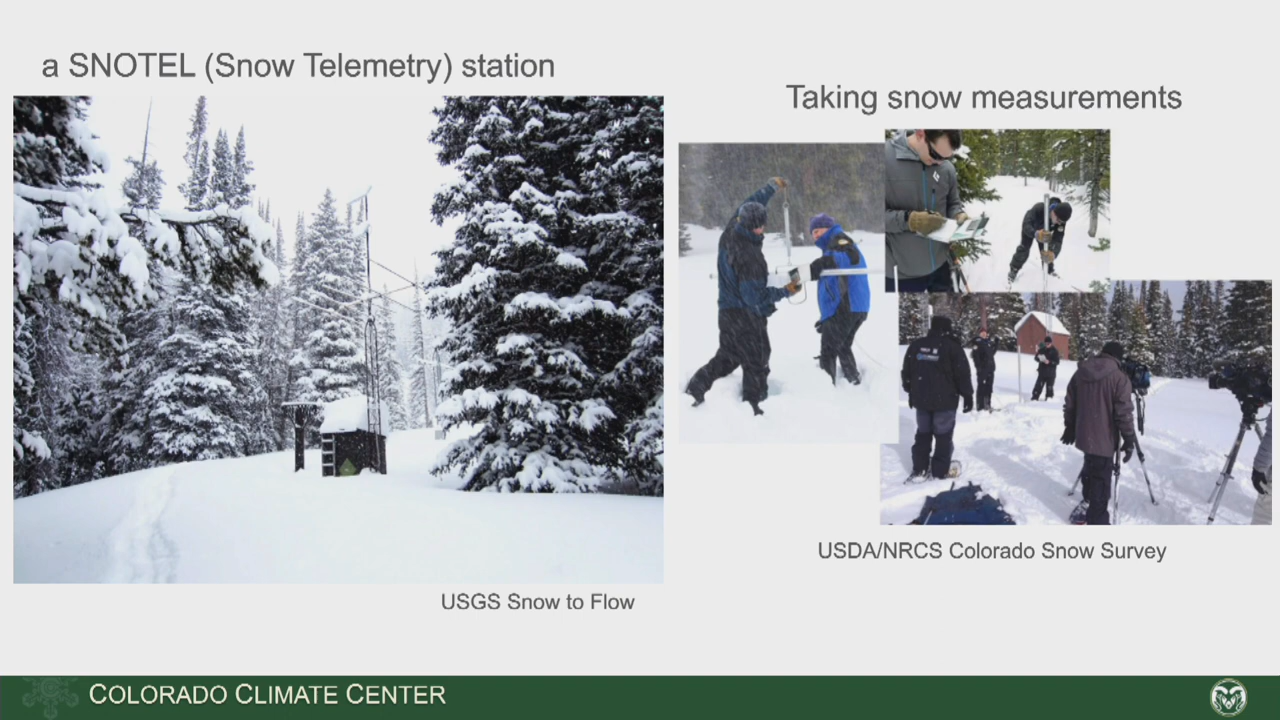 a SNOTEL (Snow Telemetry) station
Taking snow measurements
USDA/NRCS Colorado Snow Survey
USGS Snow to Flow
COLORADO CLIMATE CENTER